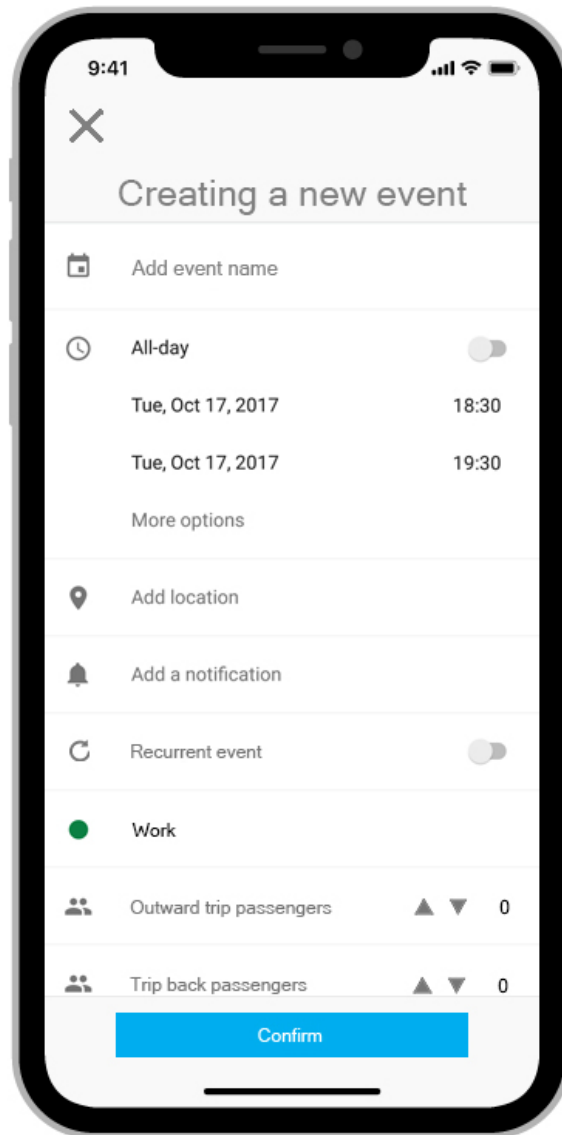 9:41
Creating a new event
Add event name
All-day
Tue, Oct 17, 2017 18:30
Tue, Oct 17, 2017 19:30
More options
Add location
Add a notification
Recurrent event
Work
Outward trip passengers 0
Trip back passengers 0
Confirm